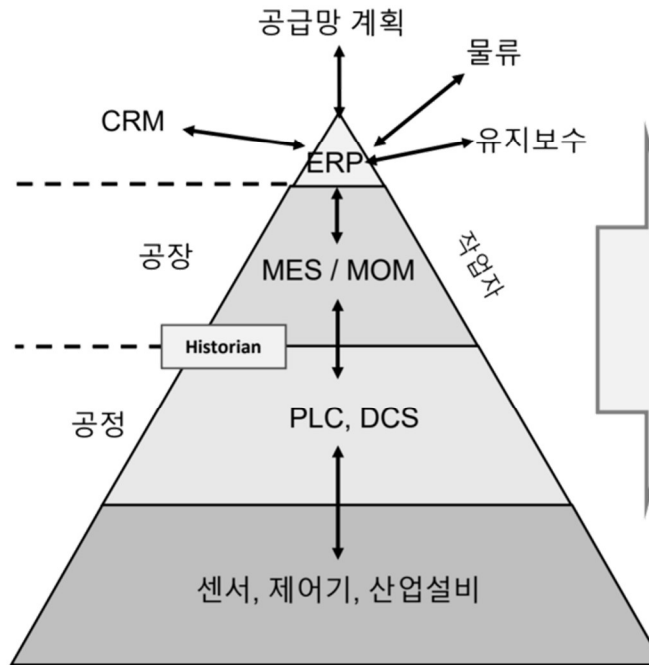 공급망 계획
물류
CRM
유지보수
ERP
공장
MES / MOM
작업자
Historian
공정
PLC, DCS
센서, 제어기, 산업설비